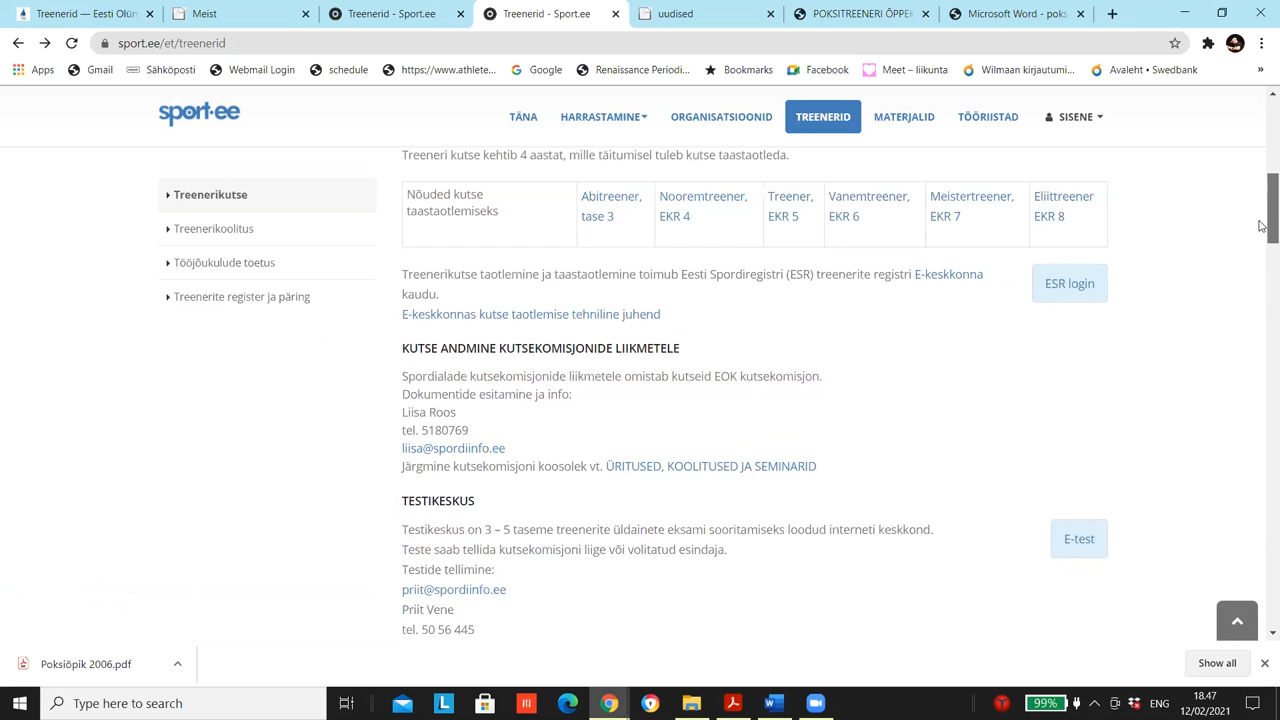 Treenerid — Eesti Olüm
Meist
Treenerid - Sport.ee
Treenerid - Sport.ee
uudised
POKSITREENERI ÕPPEK
Microsoft Word - poks
sport.ee/et/treenerid
Apps
Gmail
Sähköposti
Webmail Login
schedule
https://www.athlete...
Google
Renaissance Periodi...
Bookmarks
Facebook
Meet – liikunta
Wilmaan kirjautumi...
Avaleht • Swedbank
»
sport·ee
TÄNA
HARRASTAMINE
ORGANISATSIOONID
TREENERID
MATERJALID
TÖÖRIISTAD
SISENE
Treenerikutse
Treenerikoolitus
Tööjõukulude toetus
Treenerite register ja päring
Treeneri kutse kehtib 4 aastat, mille täitumisel tuleb kutse taastaotleda.
Nõuded kutse
taastaotlemiseks
Abitreener,
tase 3
Nooremtreener,
EKR 4
Treener,
EKR 5
Vanemtreener,
EKR 6
Meistertreener,
EKR 7
Eliittreener
EKR 8
Treenerikutse taotlemine ja taastaotlemine toimub Eesti Spordiregistri (ESR) treenerite registri E-keskkonna
kaudu.
ESR login
E-keskkonnas kutse taotlemise tehniline juhend
KUTSE ANDMINE KUTSEKOMISJONIDE LIIKMETELE
Spordialade kutsekomisjonide liikmetele omistab kutseid EOK kutsekomisjon.
Dokumentide esitamine ja info:
Liisa Roos
tel. 5180769
liisa@spordiinfo.ee
Järgmine kutsekomisjoni koosolek vt. ÜRITUSED, KOOLITUSED JA SEMINARID
TESTIKESKUS
Testikeskus on 3 – 5 taseme treenerite üldainete eksami sooritamiseks loodud interneti keskkond.
Teste saab tellida kutsekomisjoni liige või volitatud esindaja.
E-test
Testide tellimine:
priit@spordiinfo.ee
Priit Vene
tel. 50 56 445
Poksiõpik 2006.pdf
Show all
Type here to search
99%
ENG
18.47
12/02/2021